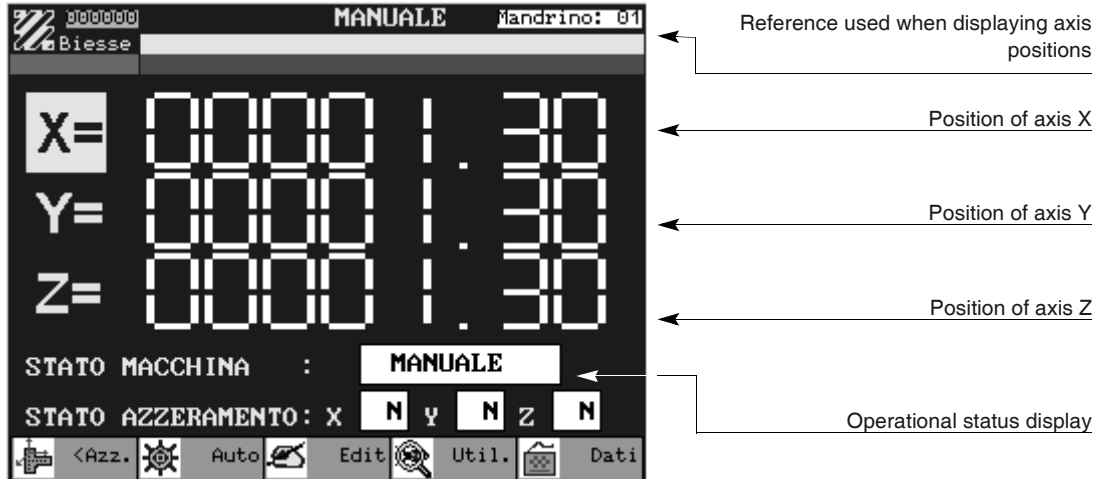 000000 MANUALE Mandrino: 01
Biesse
Reference used when displaying axis
positions
X= 00001.30
Position of axis X
Y= 00001.30
Position of axis Y
Z= 00001.30
Position of axis Z
STATO MACCHINA : MANUALE
STATO AZZERAMENTO: X N Y N Z N
Operational status display
<Azz. Auto Edit Util. Dati